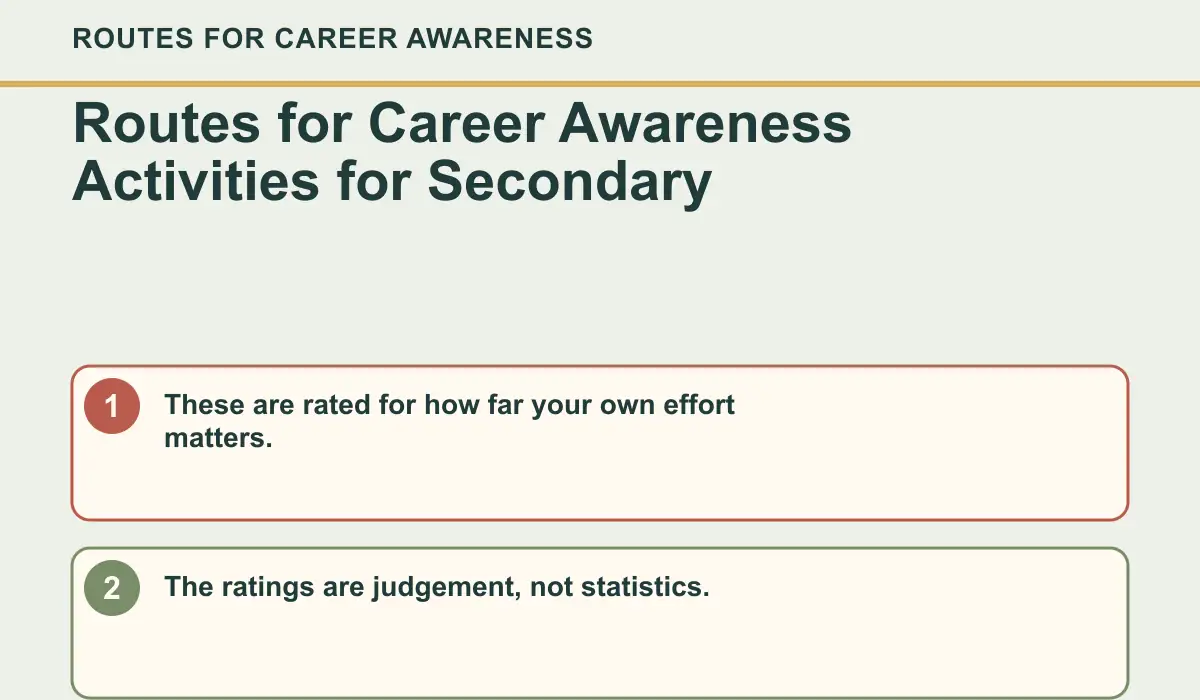 ROUTES FOR CAREER AWARENESS
Routes for Career Awareness
Activities for Secondary
1
These are rated for how far your own effort
matters.
2
The ratings are judgement, not statistics.